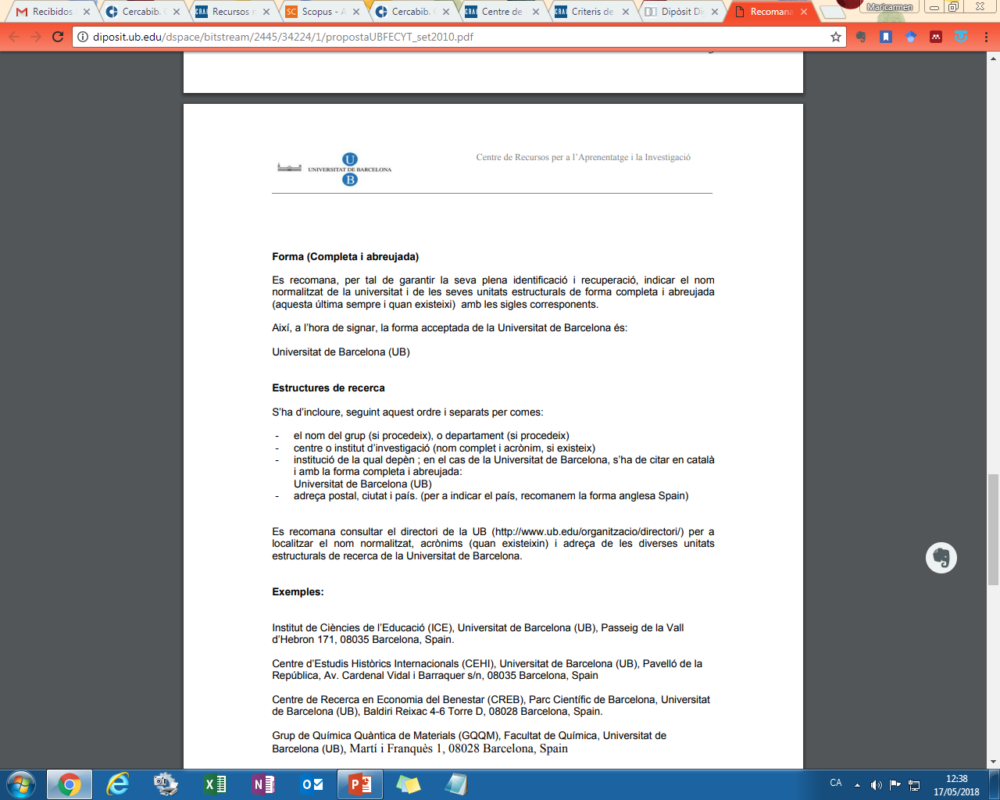 Recibidos
Cercabib. 
Recursos
Scopus - A
Cercabib. 
Centre de
Criteris de
Dipòsit Di
Recomana
Maricarmen
diposit.ub.edu/dspace/bitstream/2445/34224/1/propostaUBFECYT_set2010.pdf
UNIVERSITAT DE BARCELONA
U
B
Centre de Recursos per a l'Aprenentatge i la Investigació
Forma (Completa i abreujada)
Es recomana, per tal de garantir la seva plena identificació i recuperació, indicar el nom
normalitzat de la universitat i de les seves unitats estructurals de forma completa i abreujada
(aquesta última sempre i quan existeixi) amb les sigles corresponents.
Així, a l'hora de signar, la forma acceptada de la Universitat de Barcelona és:
Universitat de Barcelona (UB)
Estructures de recerca
S'ha d'incloure, seguint aquest ordre i separats per comes:
- el nom del grup (si procedeix), o departament (si procedeix)
- centre o institut d'investigació (nom complet i acrònim, si existeix)
- institució de la qual depèn ; en el cas de la Universitat de Barcelona, s'ha de citar en català
i amb la forma completa i abreujada:
Universitat de Barcelona (UB)
- adreça postal, ciutat i país. (per a indicar el país, recomanem la forma anglesa Spain)
Es recomana consultar el directori de la UB (http://www.ub.edu/organitzacio/directori/) per a
localitzar el nom normalitzat, acrònims (quan existeixin) i adreça de les diverses unitats
estructurals de recerca de la Universitat de Barcelona.
Exemples:
Institut de Ciències de l'Educació (ICE), Universitat de Barcelona (UB), Passeig de la Vall
d'Hebron 171, 08035 Barcelona, Spain.
Centre d'Estudis Històrics Internacionals (CEHI), Universitat de Barcelona (UB), Pavelló de la
República, Av. Cardenal Vidal i Barraquer s/n, 08035 Barcelona, Spain
Centre de Recerca en Economia del Benestar (CREB), Parc Científic de Barcelona, Universitat
de Barcelona (UB), Baldiri Reixac 4-6 Torre D, 08028 Barcelona, Spain.
Grup de Química Quàntica de Materials (GQQM), Facultat de Química, Universitat de
Barcelona (UB), Martí i Franquès 1, 08028 Barcelona, Spain
CA
12:38
17/05/2018